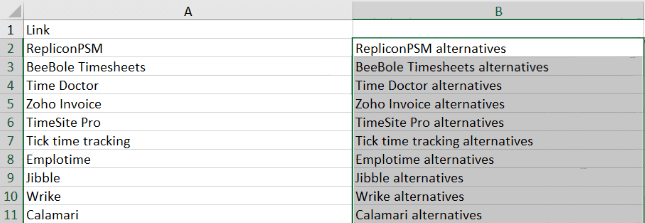 A B
1 Link
2 RepliconPSM RepliconPSM alternatives
3 BeeBole Timesheets BeeBole Timesheets alternatives
4 Time Doctor Time Doctor alternatives
5 Zoho Invoice Zoho Invoice alternatives
6 TimeSite Pro TimeSite Pro alternatives
7 Tick time tracking Tick time tracking alternatives
8 Emplotime Emplotime alternatives
9 Jibble Jibble alternatives
10 Wrike Wrike alternatives
11 Calamari Calamari alternatives